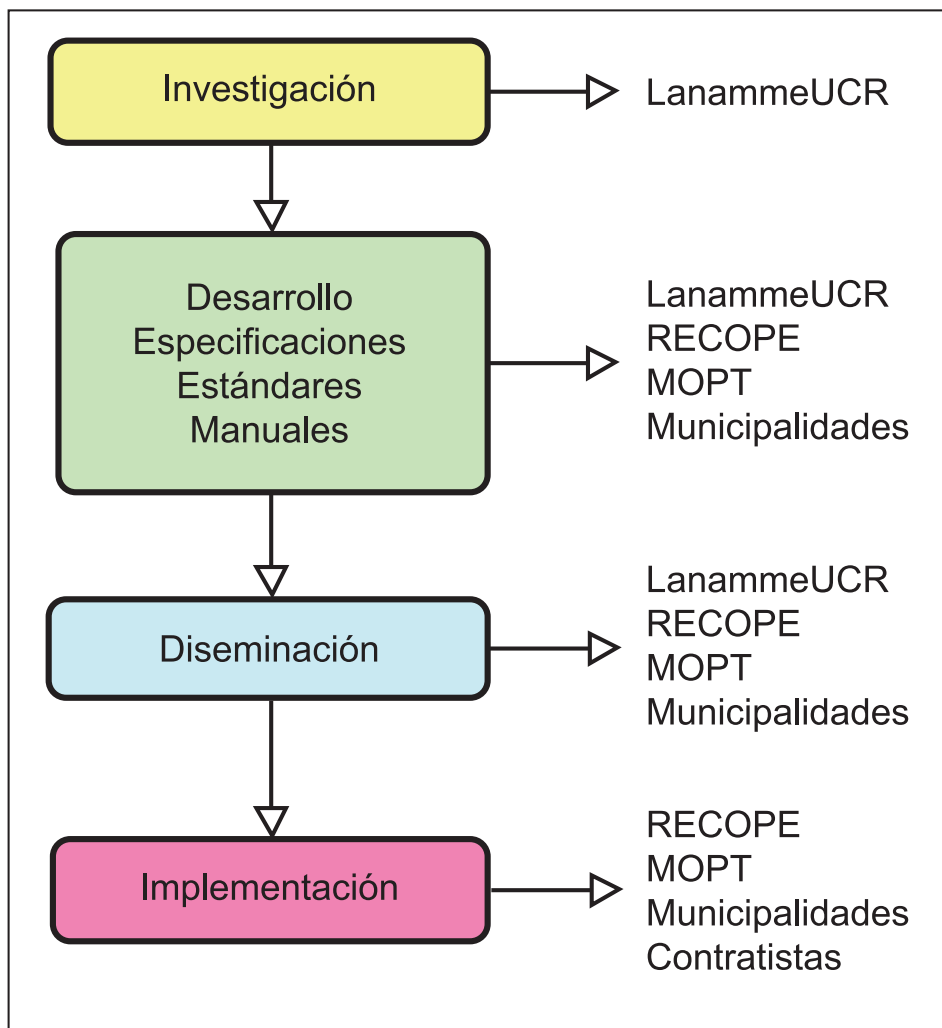 Investigación
LanammeUCR
Desarrollo
Especificaciones
Estándares
Manuales
LanammeUCR
RECOPE
MOPT
Municipalidades
Diseminación
LanammeUCR
RECOPE
MOPT
Municipalidades
Implementación
RECOPE
MOPT
Municipalidades
Contratistas